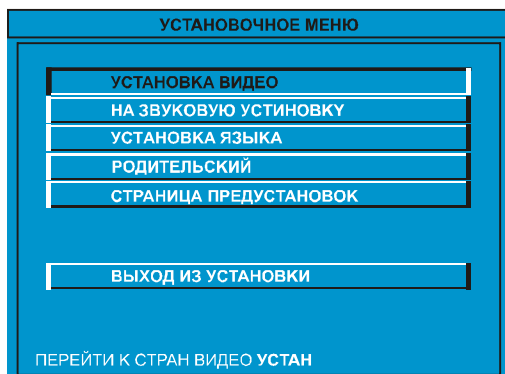 УСТАНОВОЧНОЕ МЕНЮ
УСТАНОВКА ВИДЕО
НА ЗВУКОВУЮ УСТИНОВКУ
УСТАНОВКА ЯЗЫКА
РОДИТЕЛЬСКИЙ
СТРАНИЦА ПРЕДУСТАНОВОК
ВЫХОД ИЗ УСТАНОВКИ
ПЕРЕЙТИ К СТРАН ВИДЕО УСТАН